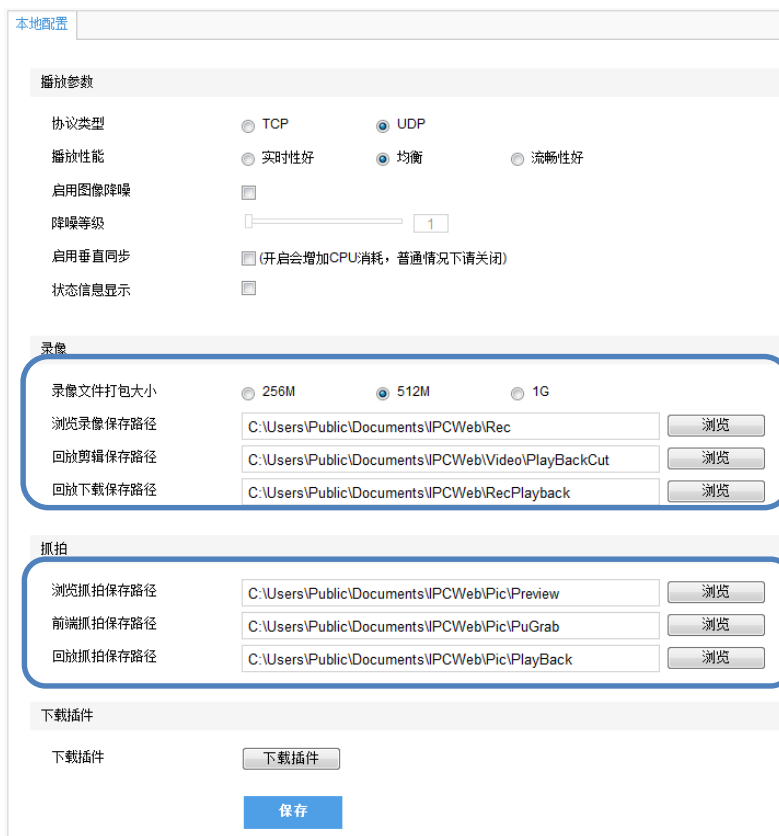 本地配置
播放参数
协议类型 TCP UDP
播放性能 实时性好 均衡 流畅性好
启用图像降噪
降噪等级 1
启用垂直同步 (开启会增加CPU消耗，普通情况下请关闭)
状态信息显示
录像
录像文件打包大小 256M 512M 1G
浏览录像保存路径 C:\Users\Public\Documents\IPCWeb\Rec 浏览
回放剪辑保存路径 C:\Users\Public\Documents\IPCWeb\Video\PlayBackCut 浏览
回放下载保存路径 C:\Users\Public\Documents\IPCWeb\RecPlayback 浏览
抓拍
浏览抓拍保存路径 C:\Users\Public\Documents\IPCWeb\Pic\Preview 浏览
前端抓拍保存路径 C:\Users\Public\Documents\IPCWeb\Pic\PuGrab 浏览
回放抓拍保存路径 C:\Users\Public\Documents\IPCWeb\Pic\PlayBack 浏览
下载插件
下载插件 下载插件
保存